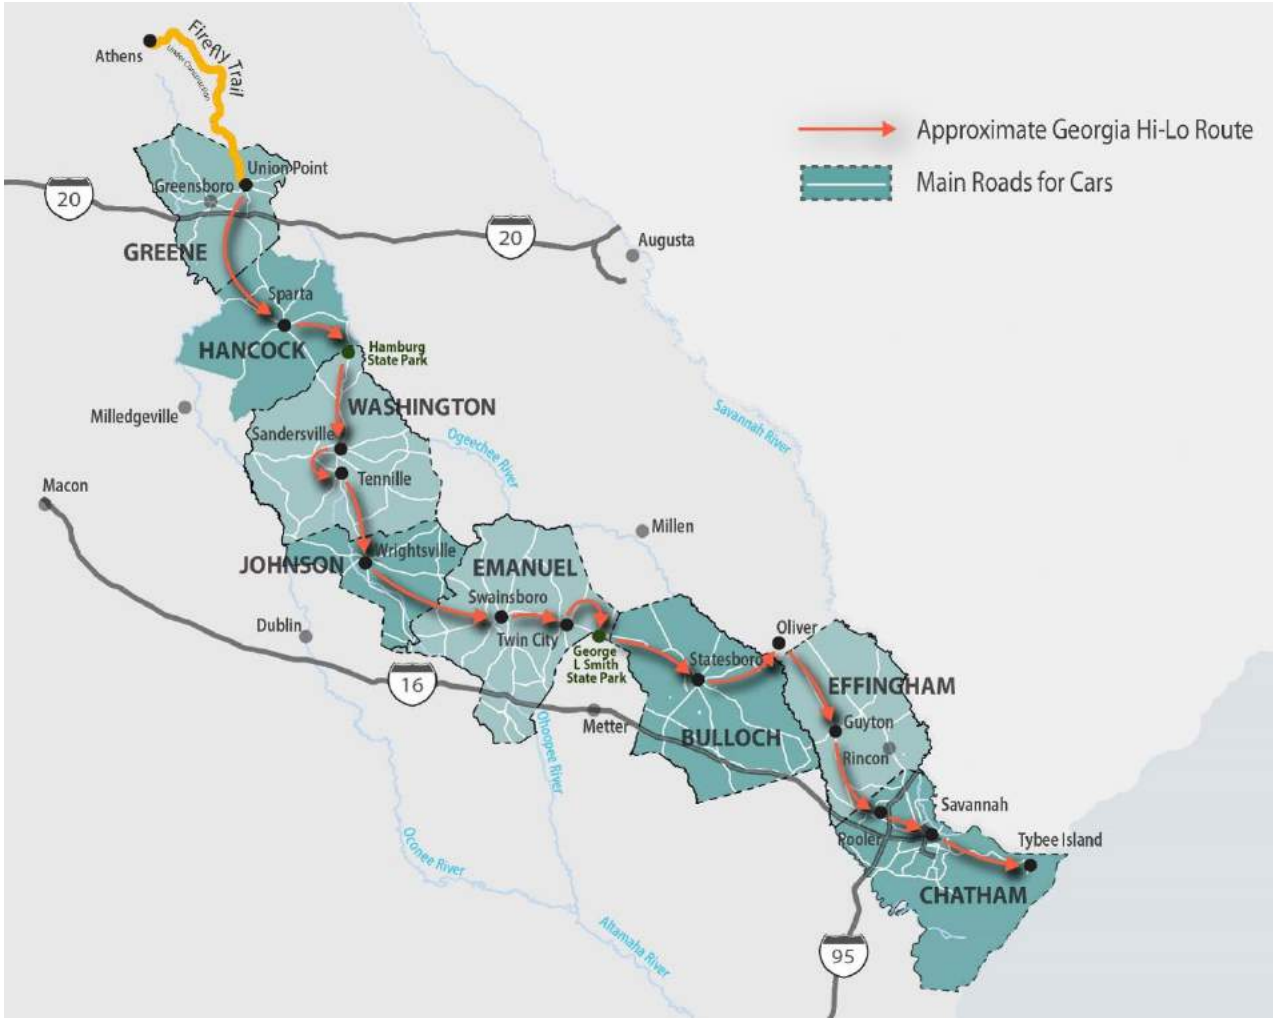 Firefly Trail
Under Construction
Athens
Approximate Georgia Hi-Lo Route
Main Roads for Cars
Union Point
Greensboro
20
20
GREENE
Augusta
Sparta
HANCOCK
Hamburg
State Park
Milledgeville
WASHINGTON
Savannah River
Sandersville
Ogeechee River
Tennille
Macon
Millen
Wrightsville
JOHNSON
EMANUEL
Swainsboro
Dublin
Twin City
George
L Smith
State Park
Oliver
Statesboro
16
EFFINGHAM
Metter
Guyton
BULLOCH
Rincon
Ohoopee River
Savannah
Pooler
Tybee Island
Oconee River
CHATHAM
Altamaha River
95